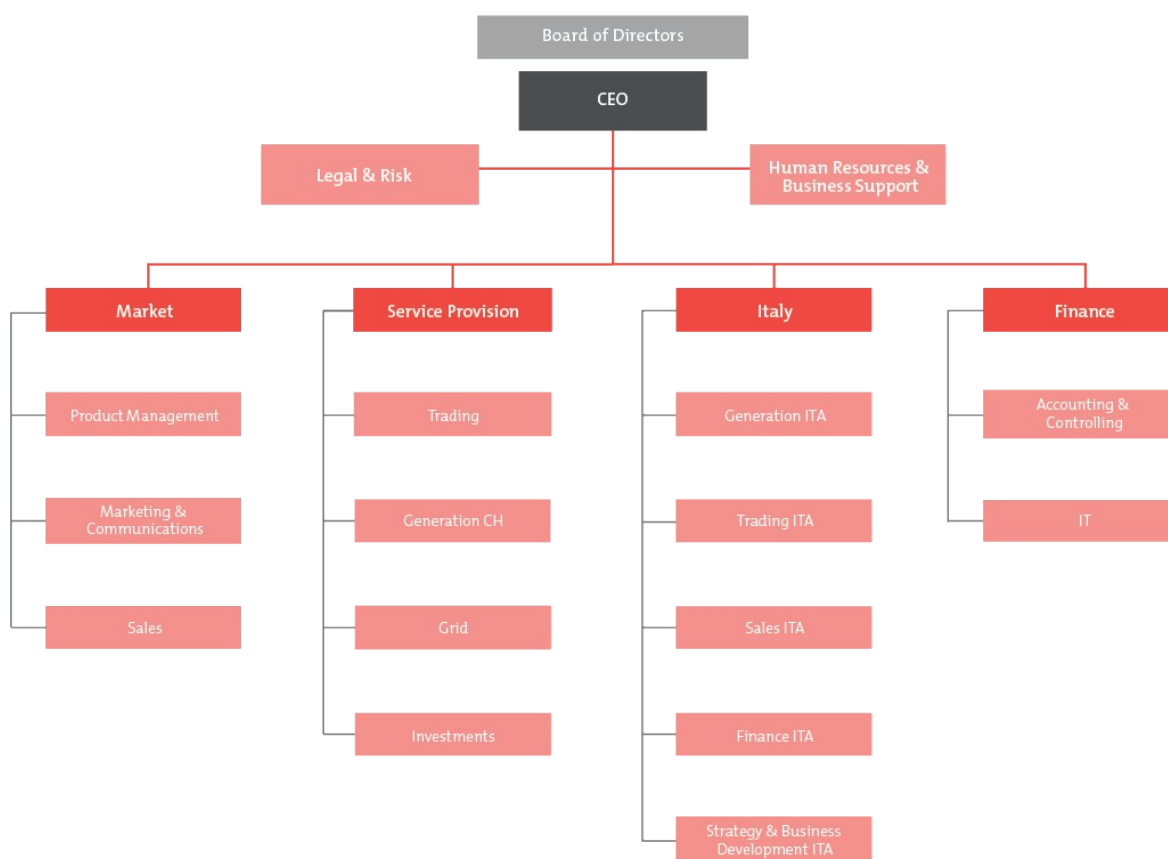 Board of Directors
CEO
Legal & Risk
Human Resources &
Business Support
Market
Service Provision
Italy
Finance
Product Management
Trading
Generation ITA
Accounting &
Controlling
Marketing &
Communications
Generation CH
Trading ITA
IT
Sales
Grid
Sales ITA
Investments
Finance ITA
Strategy & Business
Development ITA